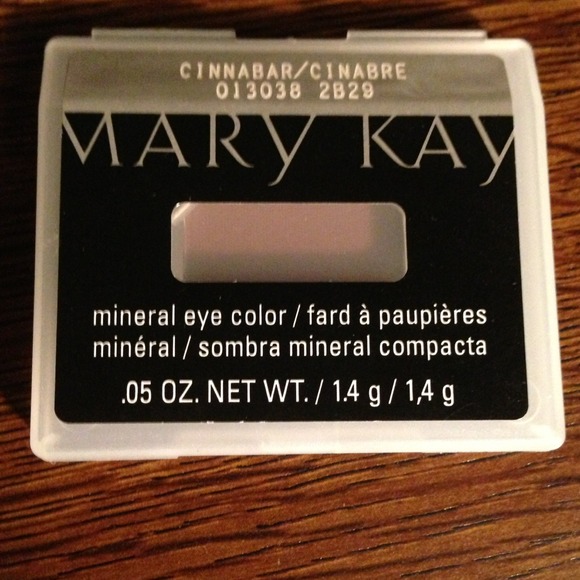 CINNABAR/CINABRE
013038 2B29
MARY KAY
mineral eye color / fard à paupières
minéral / sombra mineral compacta
.05 OZ. NET WT. / 1.4 g / 1,4 g